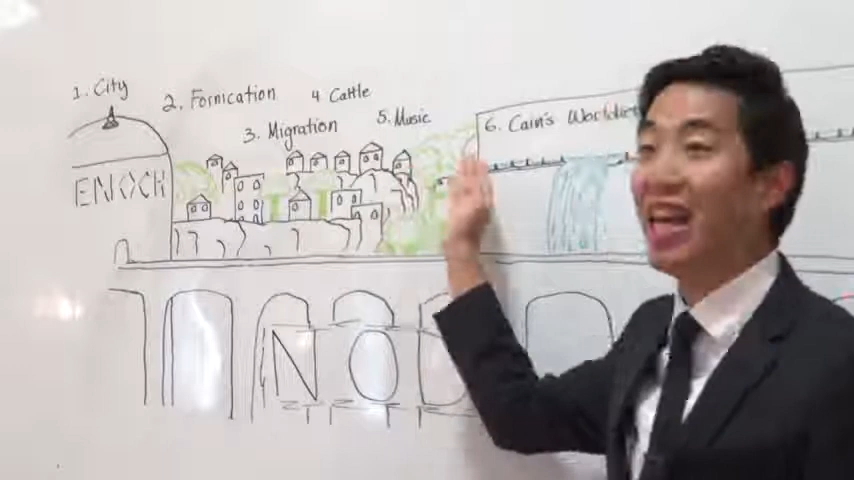 1. City
2. Fornication
3. Migration
4 Cattle
5. Music
6. Cain's
ENOCH
NOD